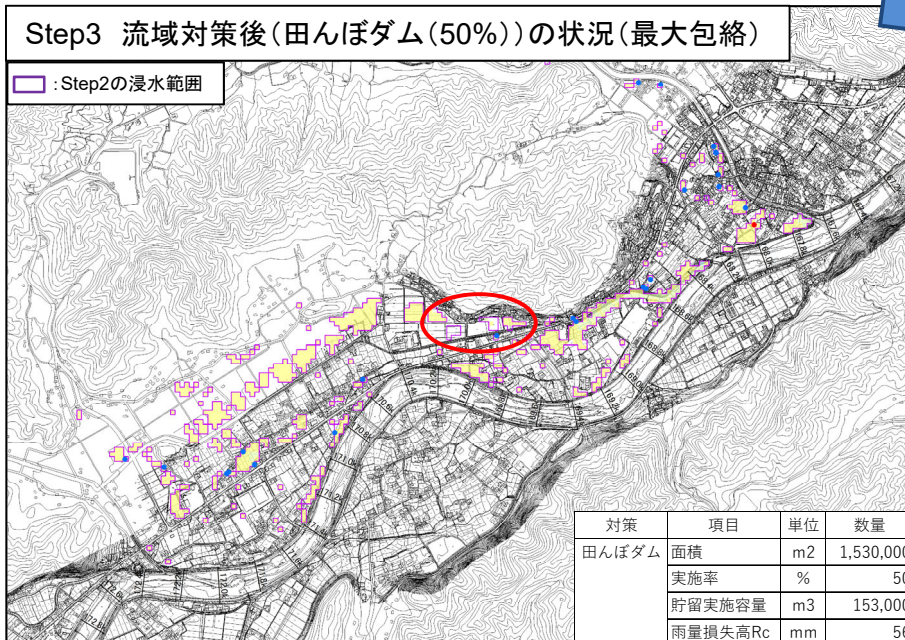 Step3 流域対策後(田んぼダム(50%))の状況(最大包絡)
:Step2の浸水範囲
対策 項目 単位 数量
田んぼダム 面積 m2 1,530,000
実施率 % 50
貯留実施容量 m3 153,000
雨量損失高Rc mm 56